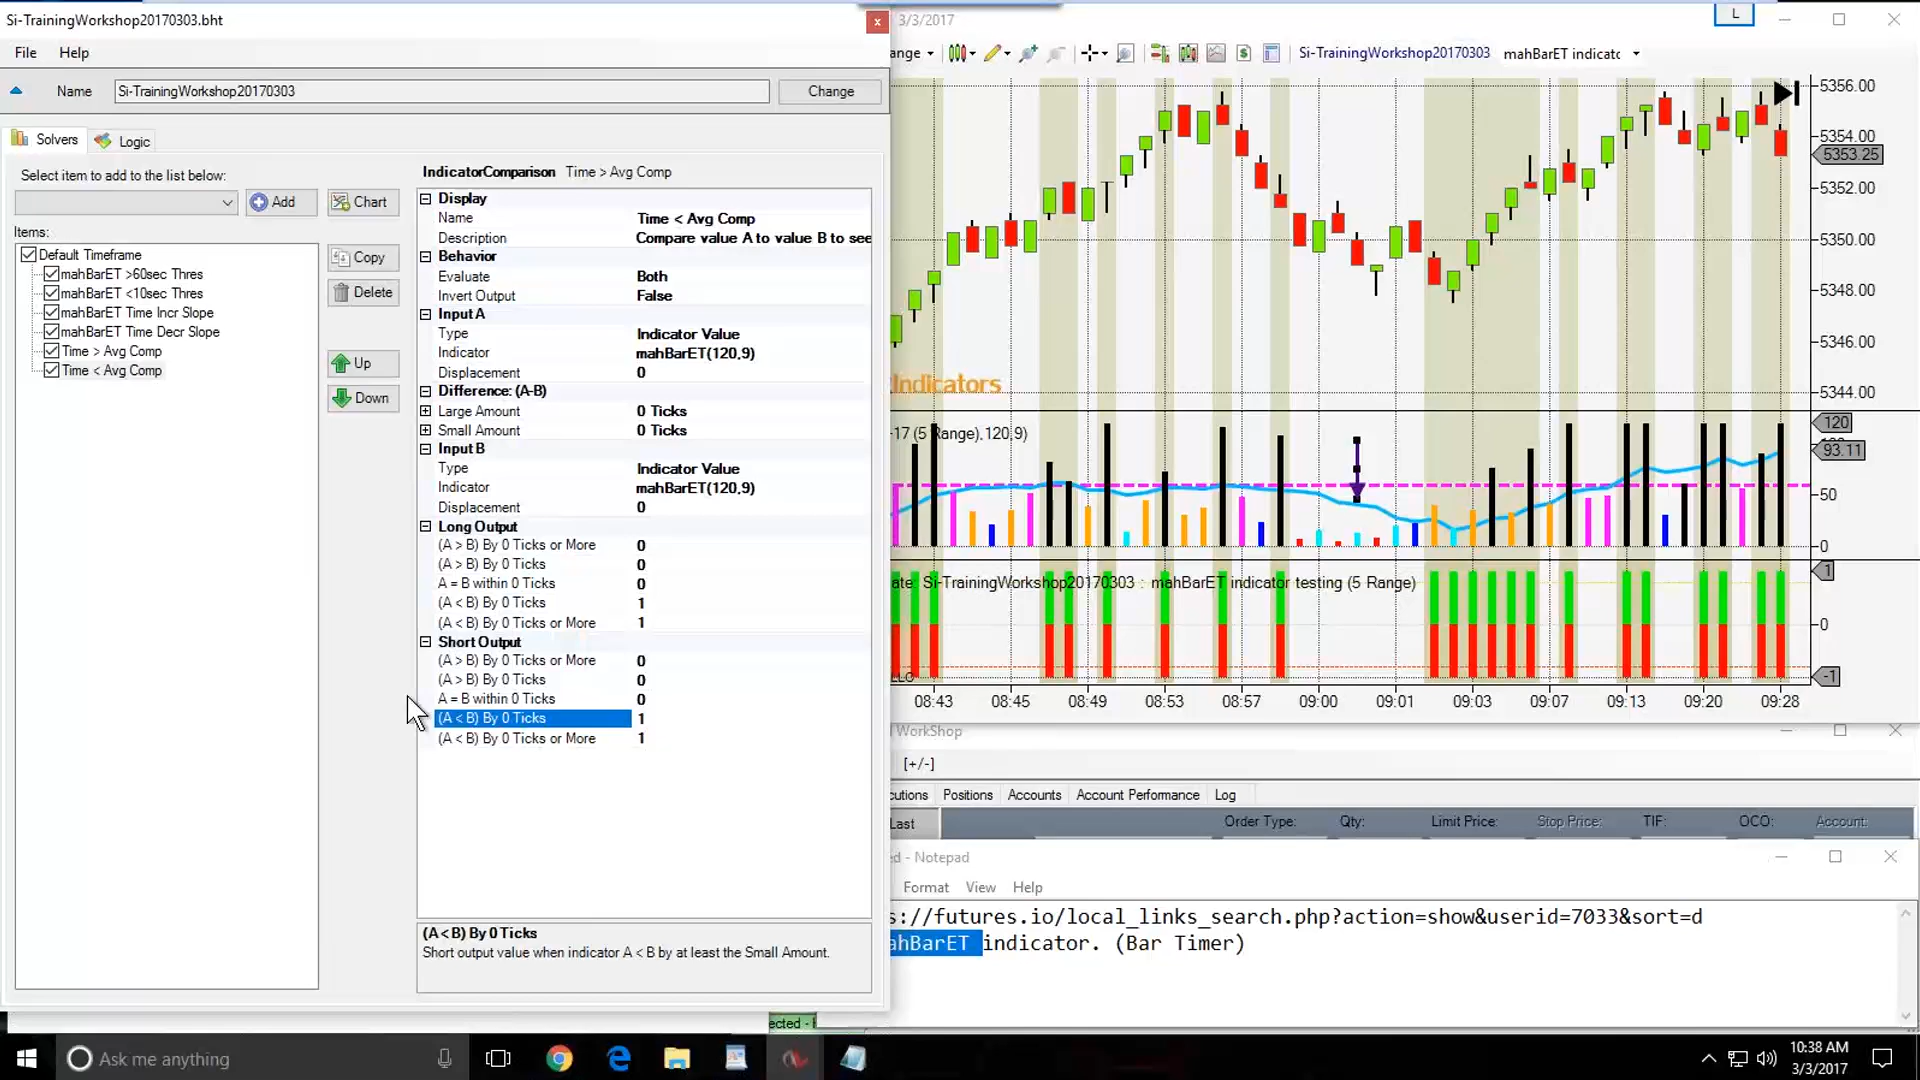 Si-TrainingWorkshop20170303.bht
File Help
Name Si-TrainingWorkshop20170303 Change
Solvers Logic
Select item to add to the list below:
Add Chart
Items:
Default Timeframe
mahBarET >60sec Thres
mahBarET <10sec Thres
mahBarET Time Incr Slope
mahBarET Time Decr Slope
Time > Avg Comp
Time < Avg Comp
Copy
Delete
Up
Down
IndicatorComparison Time > Avg Comp
Display
Name Time < Avg Comp
Description Compare value A to value B to see
Behavior
Evaluate Both
Invert Output False
Input A
Type Indicator Value
Indicator mahBarET(120,9)
Displacement 0
Difference: (A-B)
Large Amount 0 Ticks
Small Amount 0 Ticks
Input B
Type Indicator Value
Indicator mahBarET(120,9)
Displacement 0
Long Output
(A > B) By 0 Ticks or More 0
(A > B) By 0 Ticks 0
A = B within 0 Ticks 0
(A < B) By 0 Ticks 1
(A < B) By 0 Ticks or More 1
Short Output
(A > B) By 0 Ticks or More 0
(A > B) By 0 Ticks 0
A = B within 0 Ticks 0
(A < B) By 0 Ticks 1
(A < B) By 0 Ticks or More 1
(A < B) By 0 Ticks
Short output value when indicator A < B by at least the Small Amount.
3/3/2017
L
ange Si-TrainingWorkshop20170303 mahBarET indicatc
5356.00
5354.00
5353.25
5352.00
5350.00
5348.00
5346.00
5344.00
Indicators
-17 (5 Range),120,9)
120
93.11
50
0
ate: Si-TrainingWorkshop20170303 : mahBarET indicator testing (5 Range)
1
0
-1
08:43 08:45 08:49 08:53 08:57 09:00 09:01 09:03 09:07 09:13 09:20 09:28
WorkShop
[+/-]
cutions Positions Accounts Account Performance Log
Last Order Type: Qty: Limit Price: Stop Price: TIF: OCO: Account:
ed - Notepad
Format View Help
s://futures.io/local_links_search.php?action=show&userid=7033&sort=d
ahBarET indicator. (Bar Timer)
ected -
Ask me anything
10:38 AM
3/3/2017